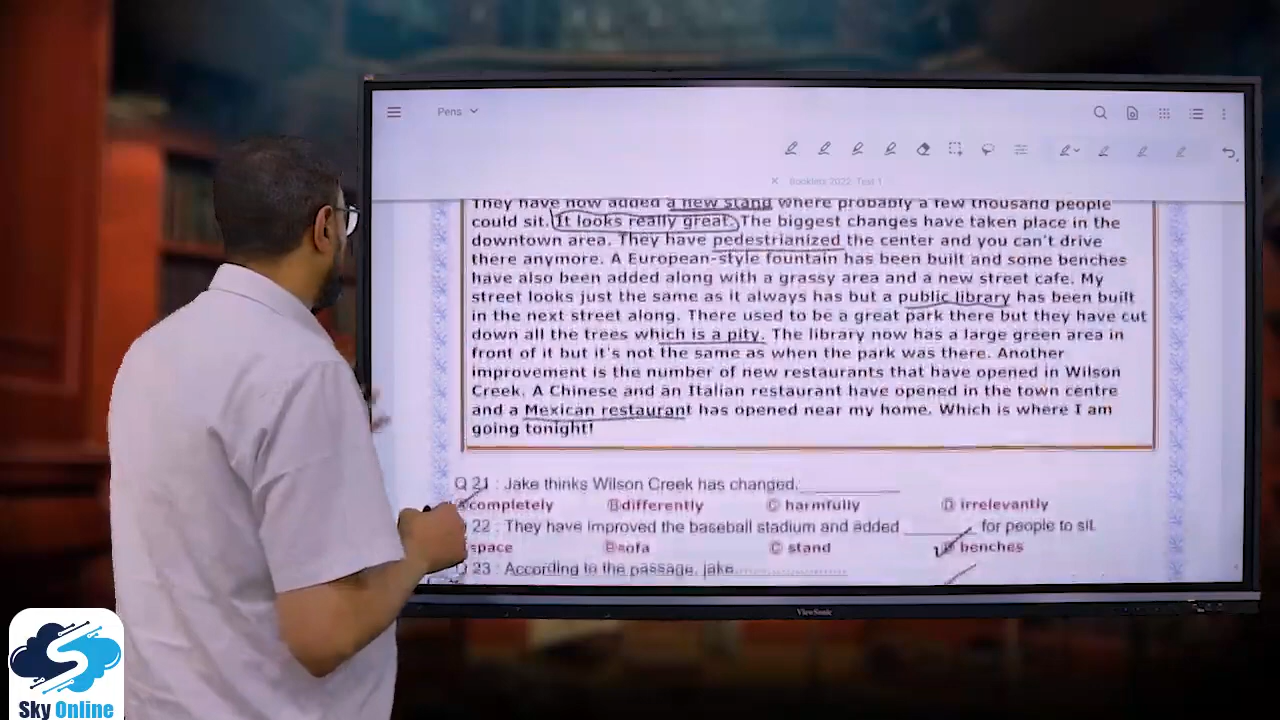 Pens
Booklets 2022: Test 1
They have now added a new stand where probably a few thousand people
could sit. It looks really great. The biggest changes have taken place in the
downtown area. They have pedestrianized the center and you can't drive
there anymore. A European-style fountain has been built and some benches
have also been added along with a grassy area and a new street cafe. My
street looks just the same as it always has but a public library has been built
in the next street along. There used to be a great park there but they have cut
down all the trees which is a pity. The library now has a large green area in
front of it but it's not the same as when the park was there. Another
improvement is the number of new restaurants that have opened in Wilson
Creek. A Chinese and an Italian restaurant have opened in the town centre
and a Mexican restaurant has opened near my home. Which is where I am
going tonight!
Q 21 : Jake thinks Wilson Creek has changed.__________
A completely B differently C harmfully D irrelevantly
22 : They have improved the baseball stadium and added ________ for people to sit.
space B sofa C stand D benches
Q 23 : According to the passage, jake........................
ViewSonic
S
Sky Online